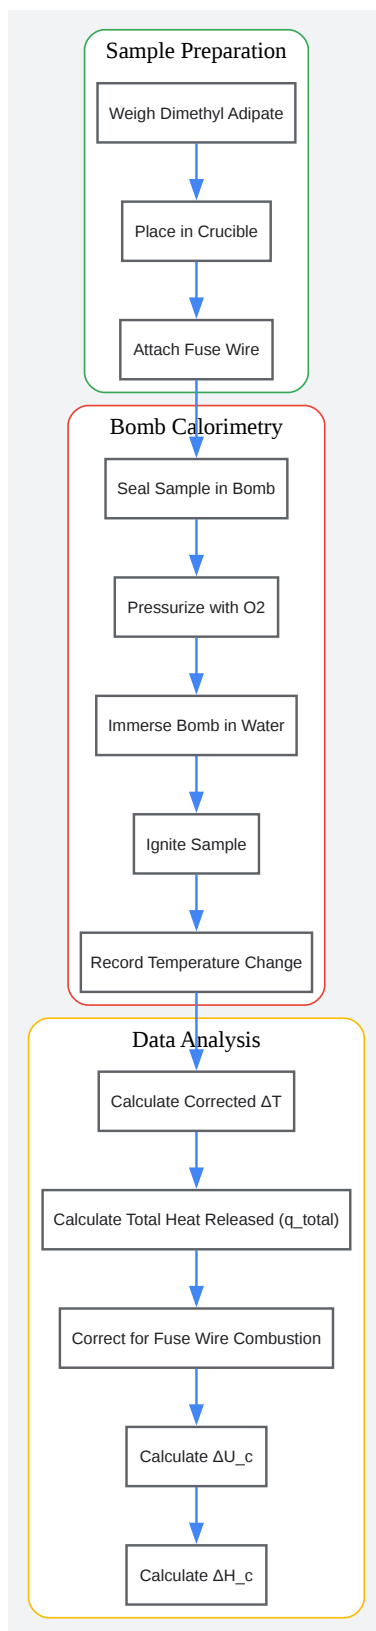 Sample Preparation
Weigh Dimethyl Adipate
Place in Crucible
Attach Fuse Wire
Bomb Calorimetry
Seal Sample in Bomb
Pressurize with O2
Immerse Bomb in Water
Ignite Sample
Record Temperature Change
Data Analysis
Calculate Corrected ΔT
Calculate Total Heat Released (q_total)
Correct for Fuse Wire Combustion
Calculate ΔU_c
Calculate ΔH_c